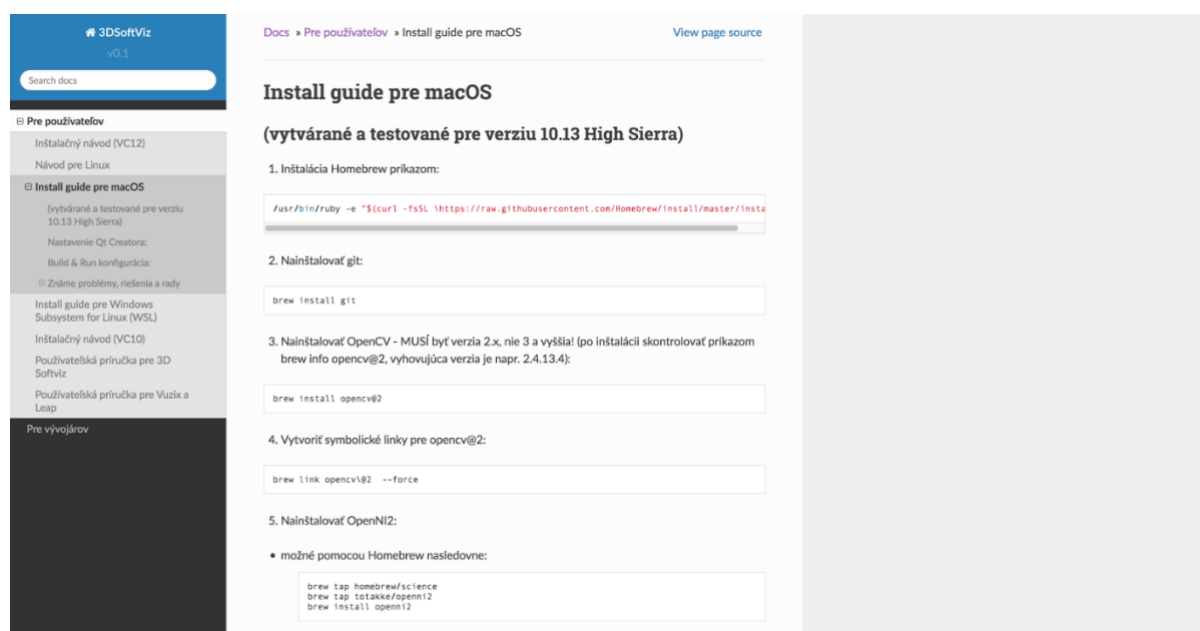 3DSoftViz
v0.1
Search docs
Pre používateľov
Inštalačný návod (VC12)
Návod pre Linux
Install guide pre macOS
(vytvárané a testované pre verziu
10.13 High Sierra)
Nastavenie Qt Creatora:
Build & Run konfigurácia:
Známe problémy, riešenia a rady
Install guide pre Windows
Subsystem for Linux (WSL)
Inštalačný návod (VC10)
Používateľská príručka pre 3D
Softviz
Používateľská príručka pre Vuzix a
Leap
Pre vývojárov
Docs » Pre používateľov » Install guide pre macOS
View page source
Install guide pre macOS
(vytvárané a testované pre verziu 10.13 High Sierra)
1. Inštalácia Homebrew príkazom:
/usr/bin/ruby -e "$(curl -fsSL \https://raw.githubusercontent.com/Homebrew/install/master/insta
2. Nainštalovať git:
brew install git
3. Nainštalovať OpenCV - MUSÍ byť verzia 2.x, nie 3 a vyššia! (po inštalácii skontrolovať príkazom
brew info opencv@2, vyhovujúca verzia je napr. 2.4.13.4):
brew install opencv@2
4. Vytvoriť symbolické linky pre opencv@2:
brew link opencv\@2 --force
5. Nainštalovať OpenNI2:
• možné pomocou Homebrew nasledovne:
brew tap homebrew/science
brew tap totakke/openni2
brew install openni2